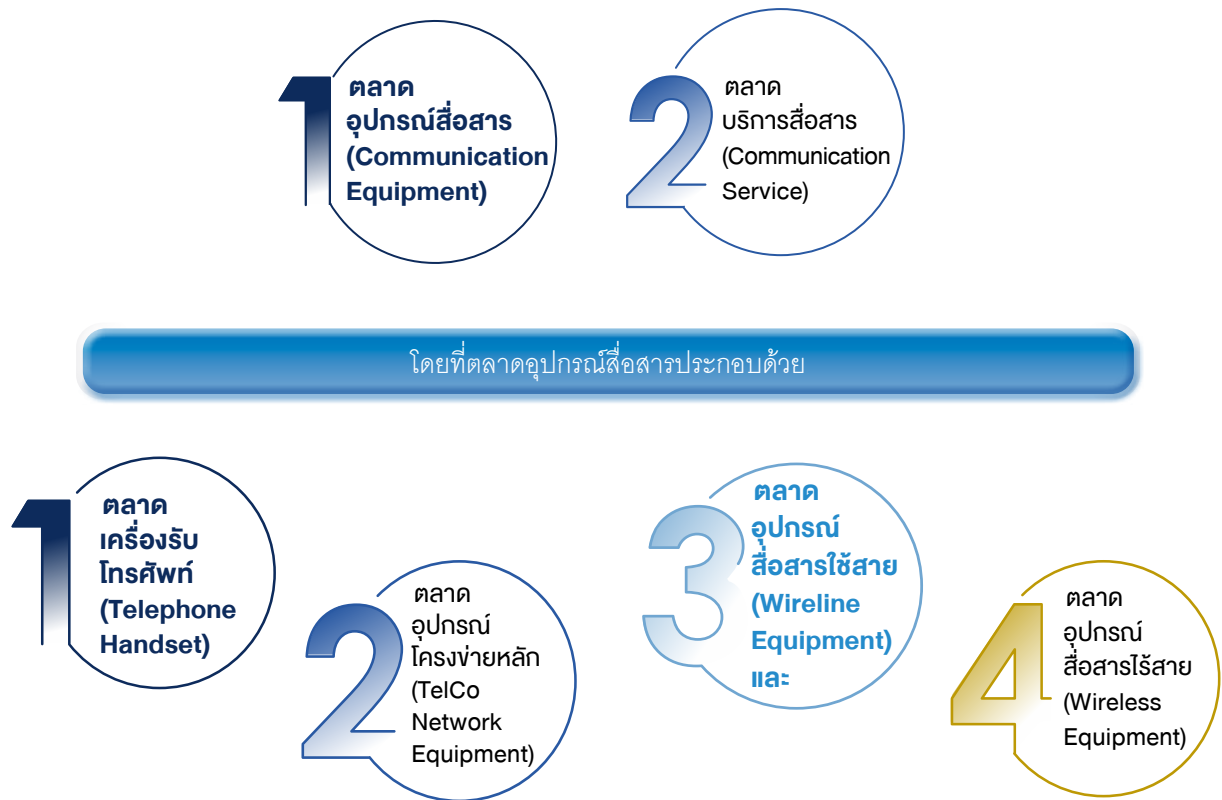 1
ตลาด
อุปกรณ์สื่อสาร
(Communication
Equipment)
2
ตลาด
บริการสื่อสาร
(Communication
Service)
โดยที่ตลาดอุปกรณ์สื่อสารประกอบด้วย
1
ตลาด
เครื่องรับ
โทรศัพท์
(Telephone
Handset)
2
ตลาด
อุปกรณ์
โครงข่ายหลัก
(TelCo
Network
Equipment)
3
ตลาด
อุปกรณ์
สื่อสารใช้สาย
(Wireline
Equipment)
และ
4
ตลาด
อุปกรณ์
สื่อสารไร้สาย
(Wireless
Equipment)